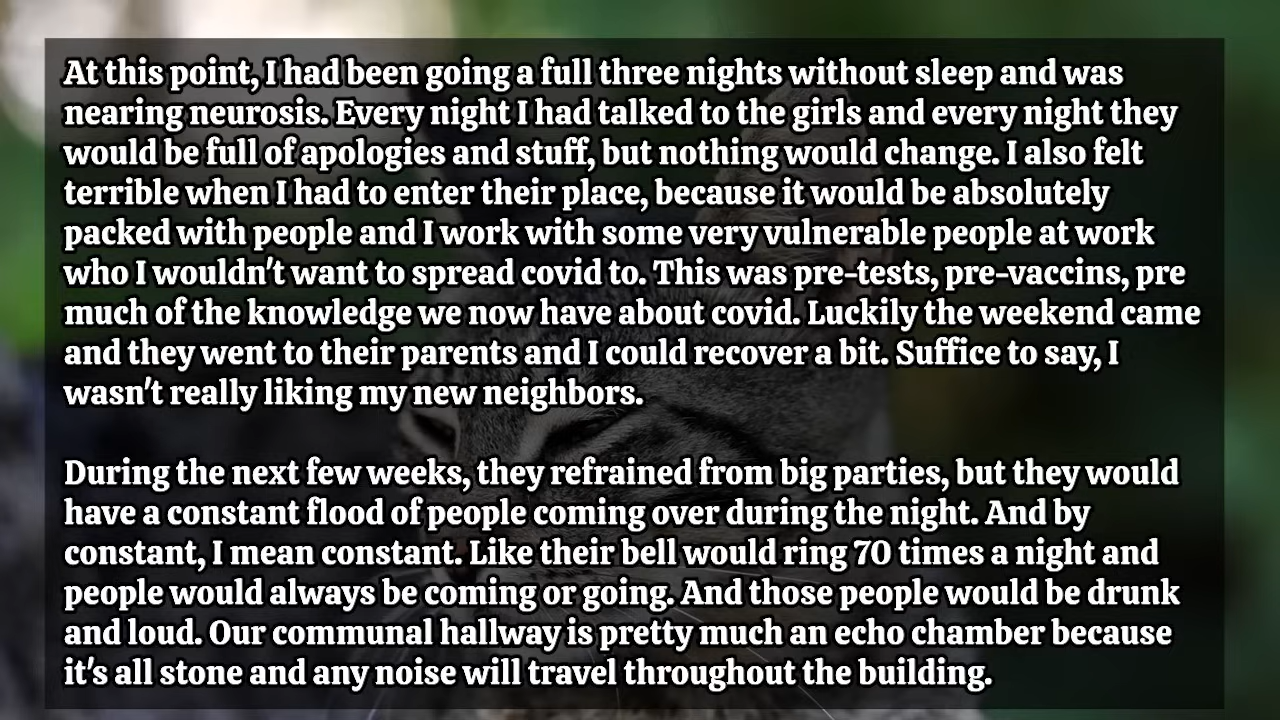 At this point, I had been going a full three nights without sleep and was
nearing neurosis. Every night I had talked to the girls and every night they
would be full of apologies and stuff, but nothing would change. I also felt
terrible when I had to enter their place, because it would be absolutely
packed with people and I work with some very vulnerable people at work
who I wouldn't want to spread covid to. This was pre-tests, pre-vaccins, pre
much of the knowledge we now have about covid. Luckily the weekend came
and they went to their parents and I could recover a bit. Suffice to say, I
wasn't really liking my new neighbors.
During the next few weeks, they refrained from big parties, but they would
have a constant flood of people coming over during the night. And by
constant, I mean constant. Like their bell would ring 70 times a night and
people would always be coming or going. And those people would be drunk
and loud. Our communal hallway is pretty much an echo chamber because
it's all stone and any noise will travel throughout the building.